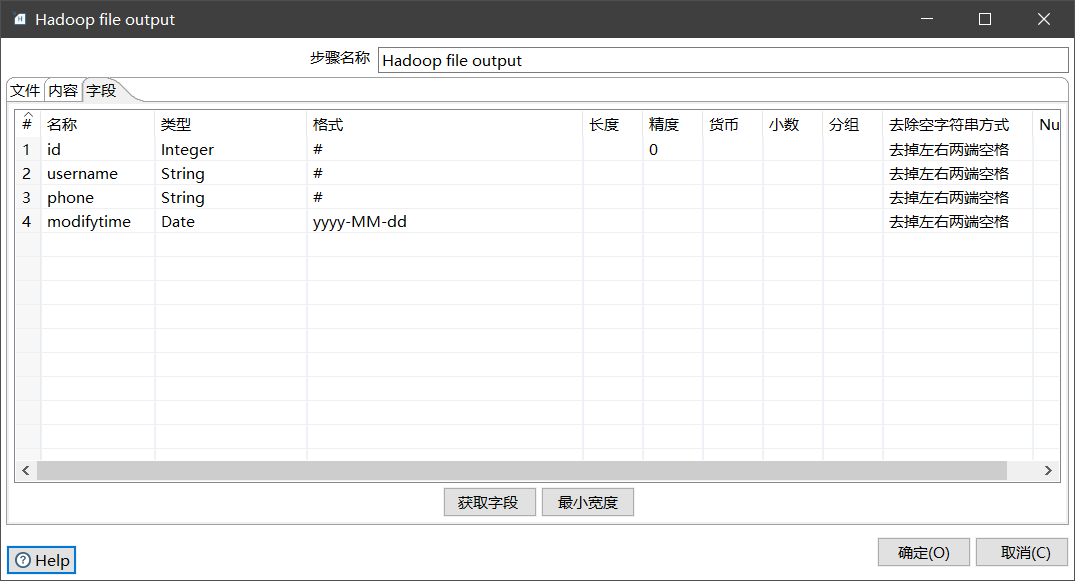 Hadoop file output
步骤名称 Hadoop file output
文件 内容 字段
# 名称 类型 格式 长度 精度 货币 小数 分组 去除空字符串方式 Nu
1 id Integer # 0 去掉左右两端空格
2 username String # 去掉左右两端空格
3 phone String # 去掉左右两端空格
4 modifytime Date yyyy-MM-dd 去掉左右两端空格
获取字段 最小宽度
Help 确定(O) 取消(C)